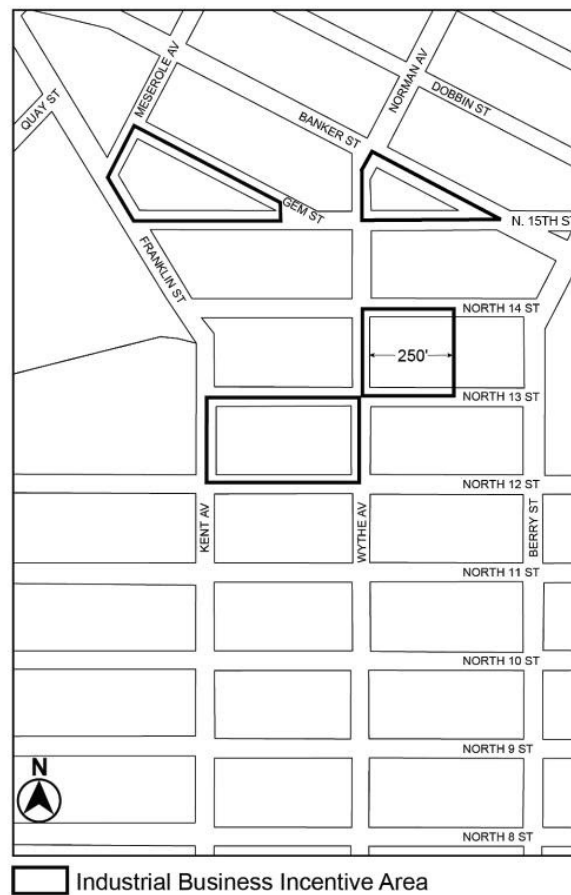 MESEROLE AV
NORMAN AV
QUAY ST
DOBBIN ST
BANKER ST
GEM ST
N. 15TH ST
FRANKLIN ST
NORTH 14 ST
250'
NORTH 13 ST
NORTH 12 ST
KENT AV
WYTHE AV
BERRY ST
NORTH 11 ST
NORTH 10 ST
NORTH 9 ST
N
NORTH 8 ST
Industrial Business Incentive Area